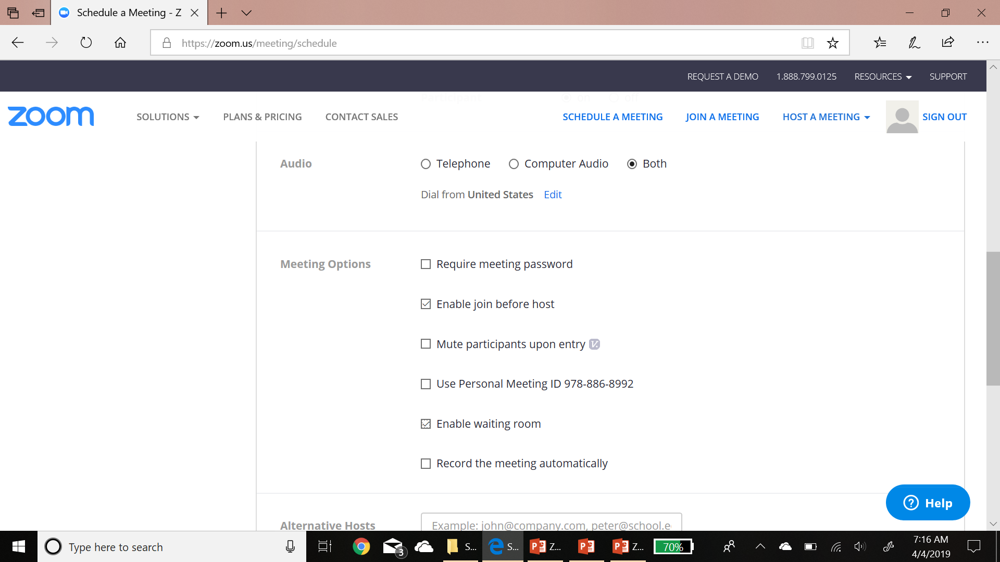 Schedule a Meeting - Z
https://zoom.us/meeting/schedule
REQUEST A DEMO 1.888.799.0125 RESOURCES SUPPORT
Participant on off
zoom SOLUTIONS PLANS & PRICING CONTACT SALES SCHEDULE A MEETING JOIN A MEETING HOST A MEETING SIGN OUT
Audio Telephone Computer Audio Both
Dial from United States Edit
Meeting Options Require meeting password
Enable join before host
Mute participants upon entry V.
Use Personal Meeting ID 978-886-8992
Enable waiting room
Record the meeting automatically
? Help
Alternative Hosts Example: john@company.com, peter@school.e
Type here to search 3 S... S... Z... Z... 70% 7:16 AM
4/4/2019